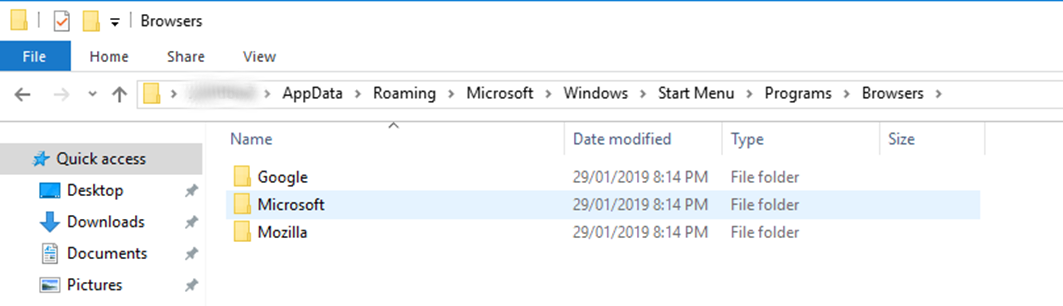 Browsers
File Home Share View
AppData Roaming Microsoft Windows Start Menu Programs Browsers
Name Date modified Type Size
Quick access
Google 29/01/2019 8:14 PM File folder
Desktop
Microsoft 29/01/2019 8:14 PM File folder
Downloads
Mozilla 29/01/2019 8:14 PM File folder
Documents
Pictures